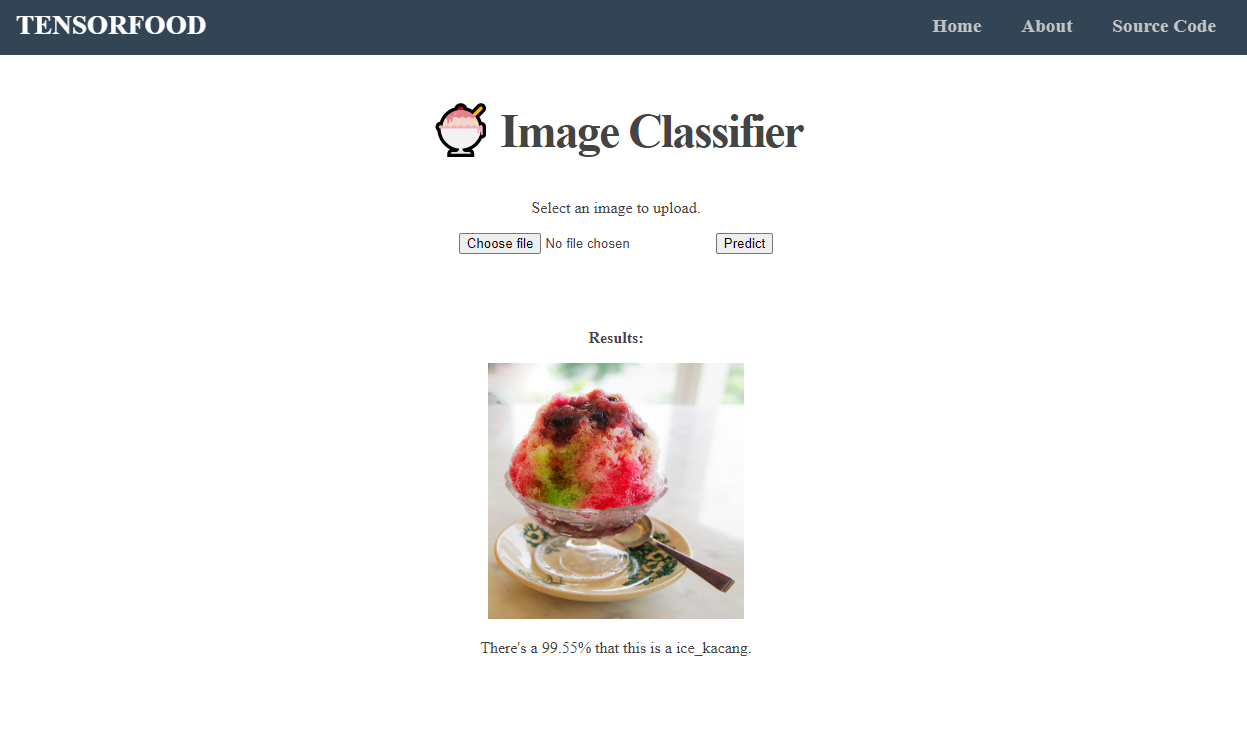 TENSORFOOD Home About Source Code
Image Classifier
Select an image to upload.
Choose file No file chosen Predict
Results:
There's a 99.55% that this is a ice_kacang.